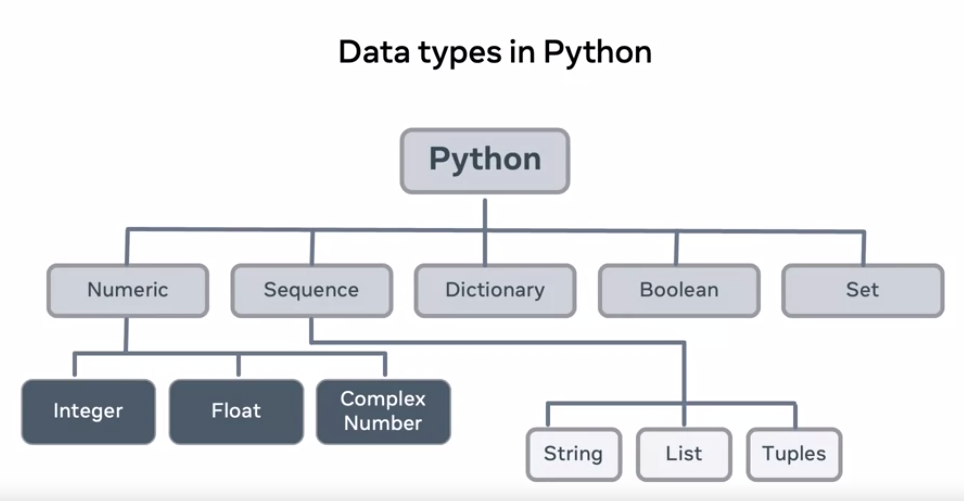 Data types in Python
Python
Numeric
Sequence
Dictionary
Boolean
Set
Integer
Float
Complex
Number
String
List
Tuples